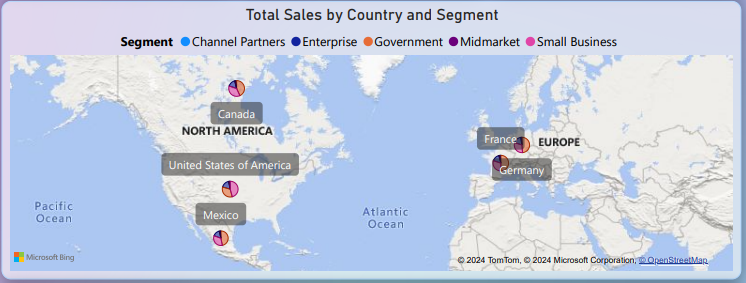 Total Sales by Country and Segment
Segment Channel Partners Enterprise Government Midmarket Small Business
Canada
NORTH AMERICA
United States of America
Mexico
Pacific
Ocean
Atlantic
Ocean
France
EUROPE
Germany
Microsoft Bing
© 2024 TomTom, © 2024 Microsoft Corporation, © OpenStreetMap